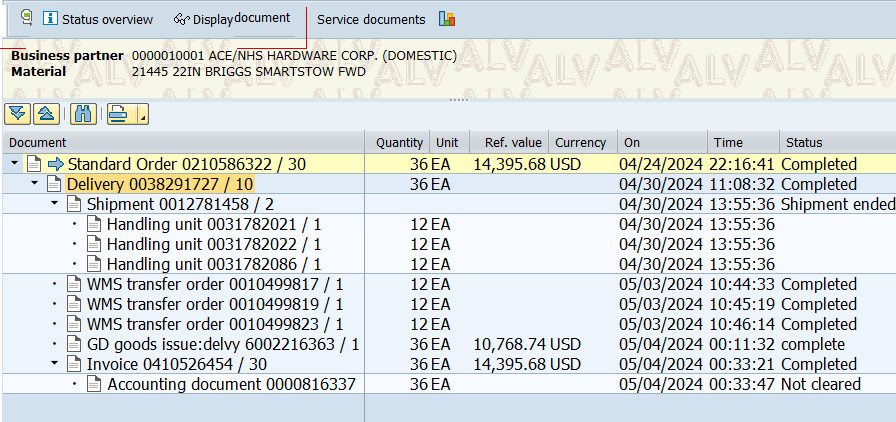 Status overview Displaydocument Service documents
Business partner 0000010001 ACE/NHS HARDWARE CORP. (DOMESTIC)
Material 21445 22IN BRIGGS SMARTSTOW FWD
ALV ALV ALV ALV ALV ALV
Document Quantity Unit Ref. value Currency On Time Status
Standard Order 0210586322 / 30 36 EA 14,395.68 USD 04/24/2024 22:16:41 Completed
Delivery 0038291727 / 10 36 EA 04/30/2024 11:08:32 Completed
Shipment 0012781458 / 2 04/30/2024 13:55:36 Shipment ended
Handling unit 0031782021 / 1 12 EA 04/30/2024 13:55:36
Handling unit 0031782022 / 1 12 EA 04/30/2024 13:55:36
Handling unit 0031782086 / 1 12 EA 04/30/2024 13:55:36
WMS transfer order 0010499817 / 1 12 EA 05/03/2024 10:44:33 Completed
WMS transfer order 0010499819 / 1 12 EA 05/03/2024 10:45:19 Completed
WMS transfer order 0010499823 / 1 12 EA 05/03/2024 10:46:14 Completed
GD goods issue:delvy 6002216363 / 1 36 EA 10,768.74 USD 05/04/2024 00:11:32 complete
Invoice 0410526454 / 30 36 EA 14,395.68 USD 05/04/2024 00:33:21 Completed
Accounting document 0000816337 36 EA 05/04/2024 00:33:47 Not cleared